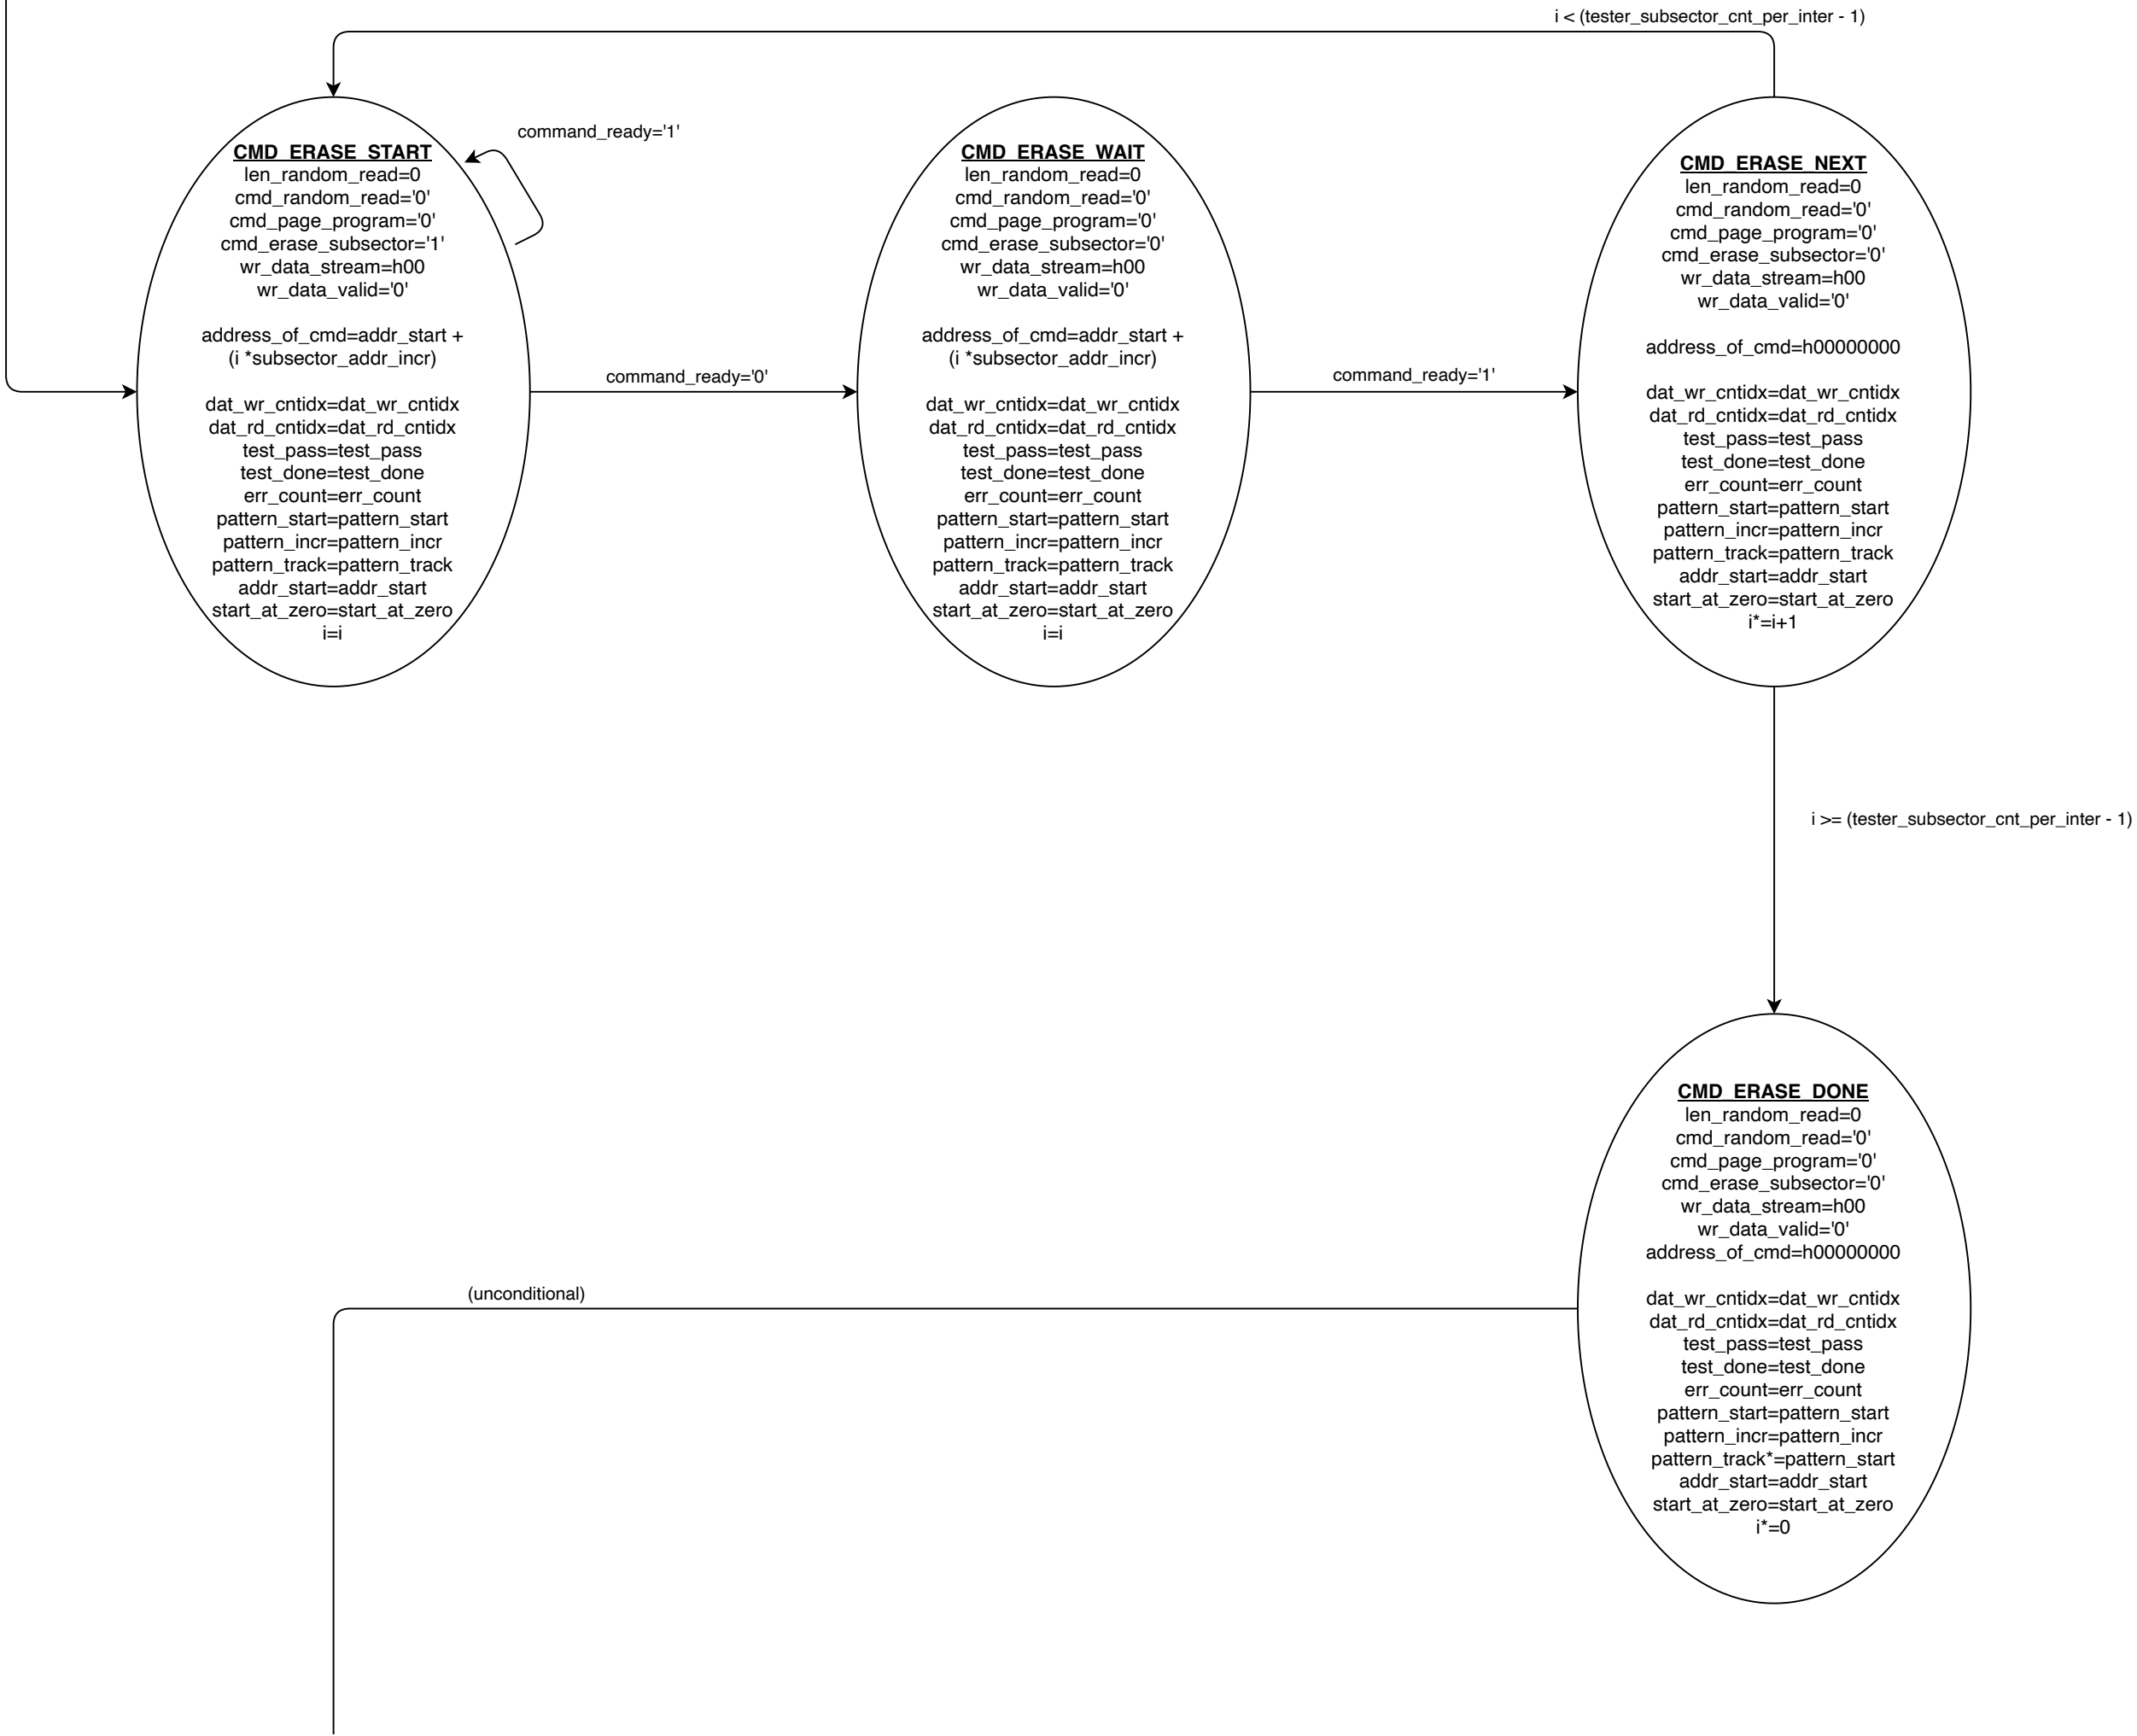 i < (tester_subsector_cnt_per_inter - 1)
command_ready='1'
CMD_ERASE_START
len_random_read=0
cmd_random_read='0'
cmd_page_program='0'
cmd_erase_subsector='1'
wr_data_stream=h00
wr_data_valid='0'
address_of_cmd=addr_start +
(i *subsector_addr_incr)
dat_wr_cntidx=dat_wr_cntidx
dat_rd_cntidx=dat_rd_cntidx
test_pass=test_pass
test_done=test_done
err_count=err_count
pattern_start=pattern_start
pattern_incr=pattern_incr
pattern_track=pattern_track
addr_start=addr_start
start_at_zero=start_at_zero
i=i
command_ready='0'
CMD_ERASE_WAIT
len_random_read=0
cmd_random_read='0'
cmd_page_program='0'
cmd_erase_subsector='0'
wr_data_stream=h00
wr_data_valid='0'
address_of_cmd=addr_start +
(i *subsector_addr_incr)
dat_wr_cntidx=dat_wr_cntidx
dat_rd_cntidx=dat_rd_cntidx
test_pass=test_pass
test_done=test_done
err_count=err_count
pattern_start=pattern_start
pattern_incr=pattern_incr
pattern_track=pattern_track
addr_start=addr_start
start_at_zero=start_at_zero
i=i
command_ready='1'
CMD_ERASE_NEXT
len_random_read=0
cmd_random_read='0'
cmd_page_program='0'
cmd_erase_subsector='0'
wr_data_stream=h00
wr_data_valid='0'
address_of_cmd=h00000000
dat_wr_cntidx=dat_wr_cntidx
dat_rd_cntidx=dat_rd_cntidx
test_pass=test_pass
test_done=test_done
err_count=err_count
pattern_start=pattern_start
pattern_incr=pattern_incr
pattern_track=pattern_track
addr_start=addr_start
start_at_zero=start_at_zero
i*=i+1
i >= (tester_subsector_cnt_per_inter - 1)
CMD_ERASE_DONE
len_random_read=0
cmd_random_read='0'
cmd_page_program='0'
cmd_erase_subsector='0'
wr_data_stream=h00
wr_data_valid='0'
address_of_cmd=h00000000
dat_wr_cntidx=dat_wr_cntidx
dat_rd_cntidx=dat_rd_cntidx
test_pass=test_pass
test_done=test_done
err_count=err_count
pattern_start=pattern_start
pattern_incr=pattern_incr
pattern_track*=pattern_start
addr_start=addr_start
start_at_zero=start_at_zero
i*=0
(unconditional)